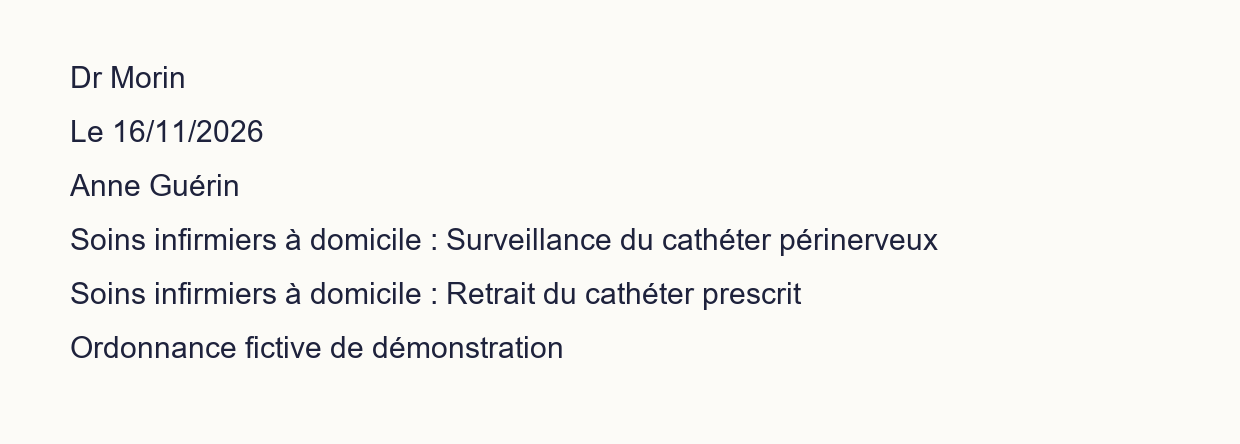 Dr Morin
Le 16/11/2026
Anne Guérin
Soins infirmiers à domicile : Surveillance du cathéter périnerveux
Soins infirmiers à domicile : Retrait du cathéter prescrit
Ordonnance fictive de démonstration